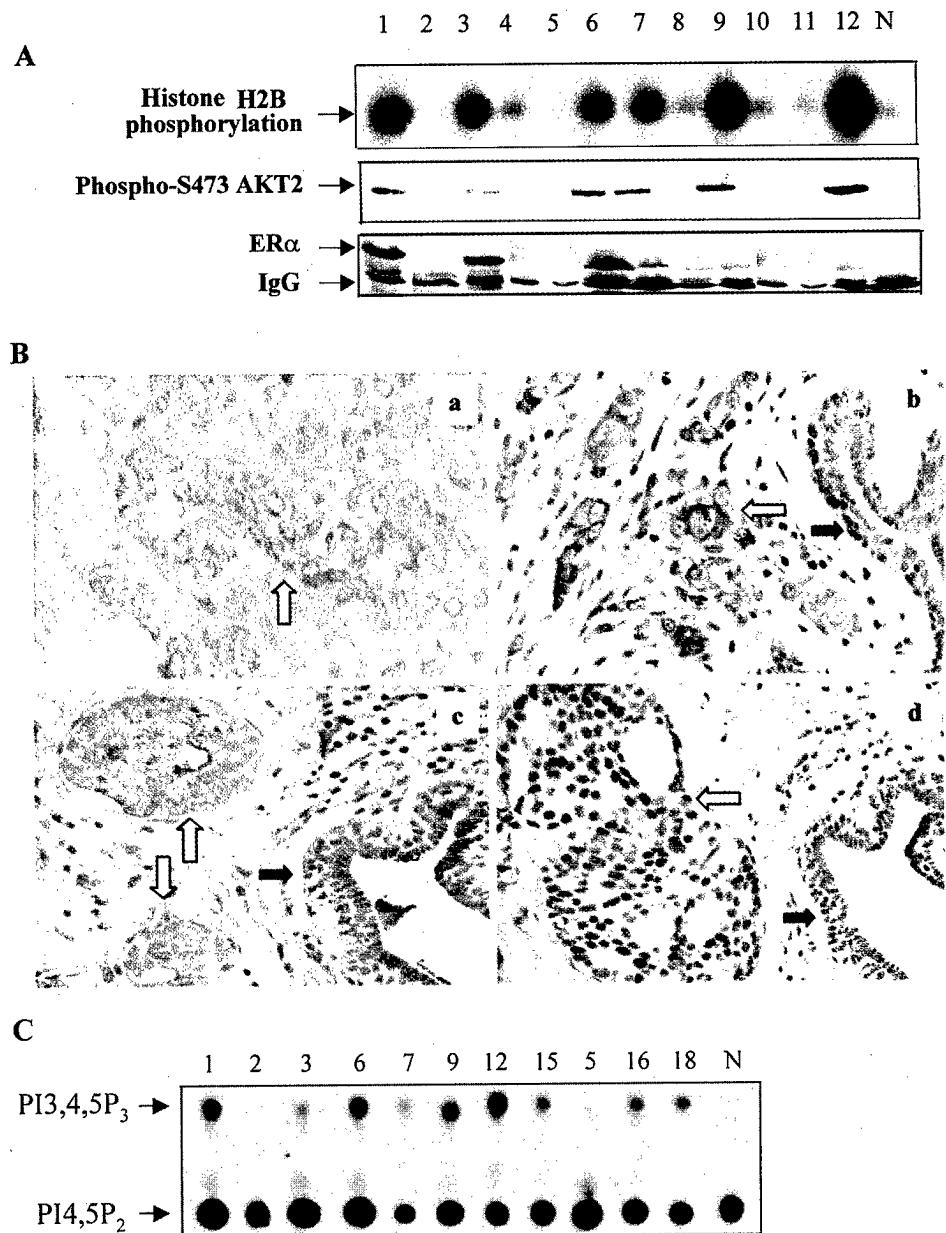 1 2 3 4 5 6 7 8 9 10 11 12 N
A
Histone H2B
phosphorylation
Phospho-S473 AKT2
ERα
IgG
B
a
b
c
d
C
1 2 3 6 7 9 12 15 5 16 18 N
PI3,4,5P₃
PI4,5P₂